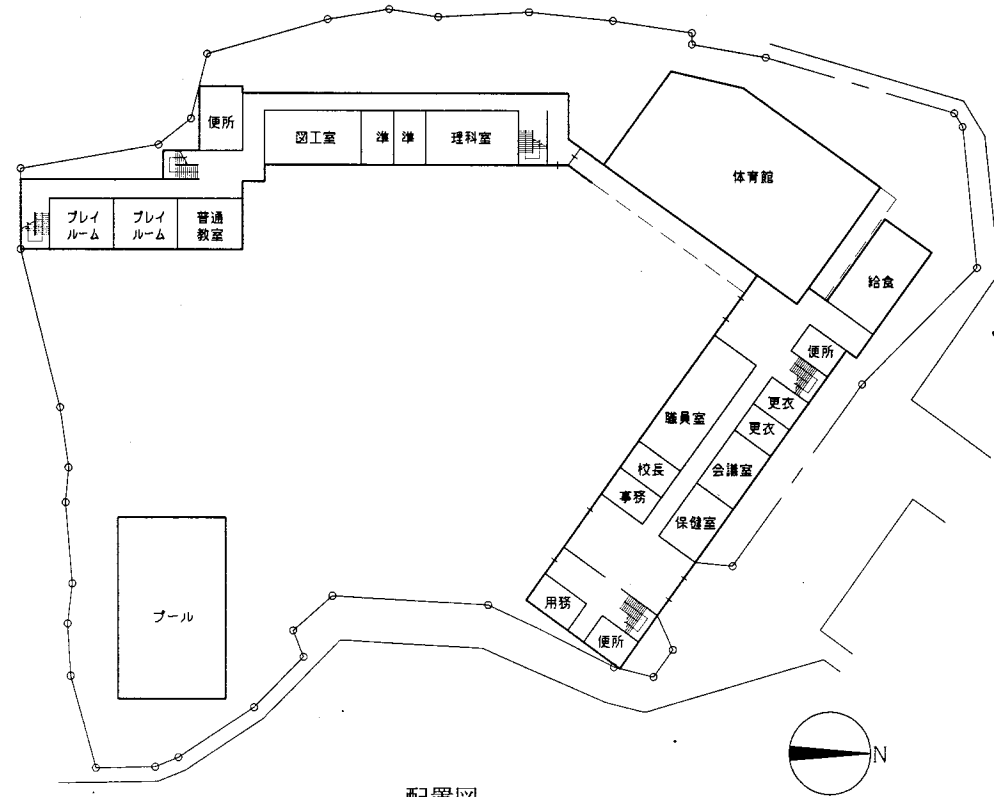 便所
図工室
準
準
理科室
体育館
プレイ
ルーム
プレイ
ルーム
普通
教室
給食
便所
更衣
職員室
更衣
校長
会議室
事務
保健室
用務
プール
便所
N
配置図